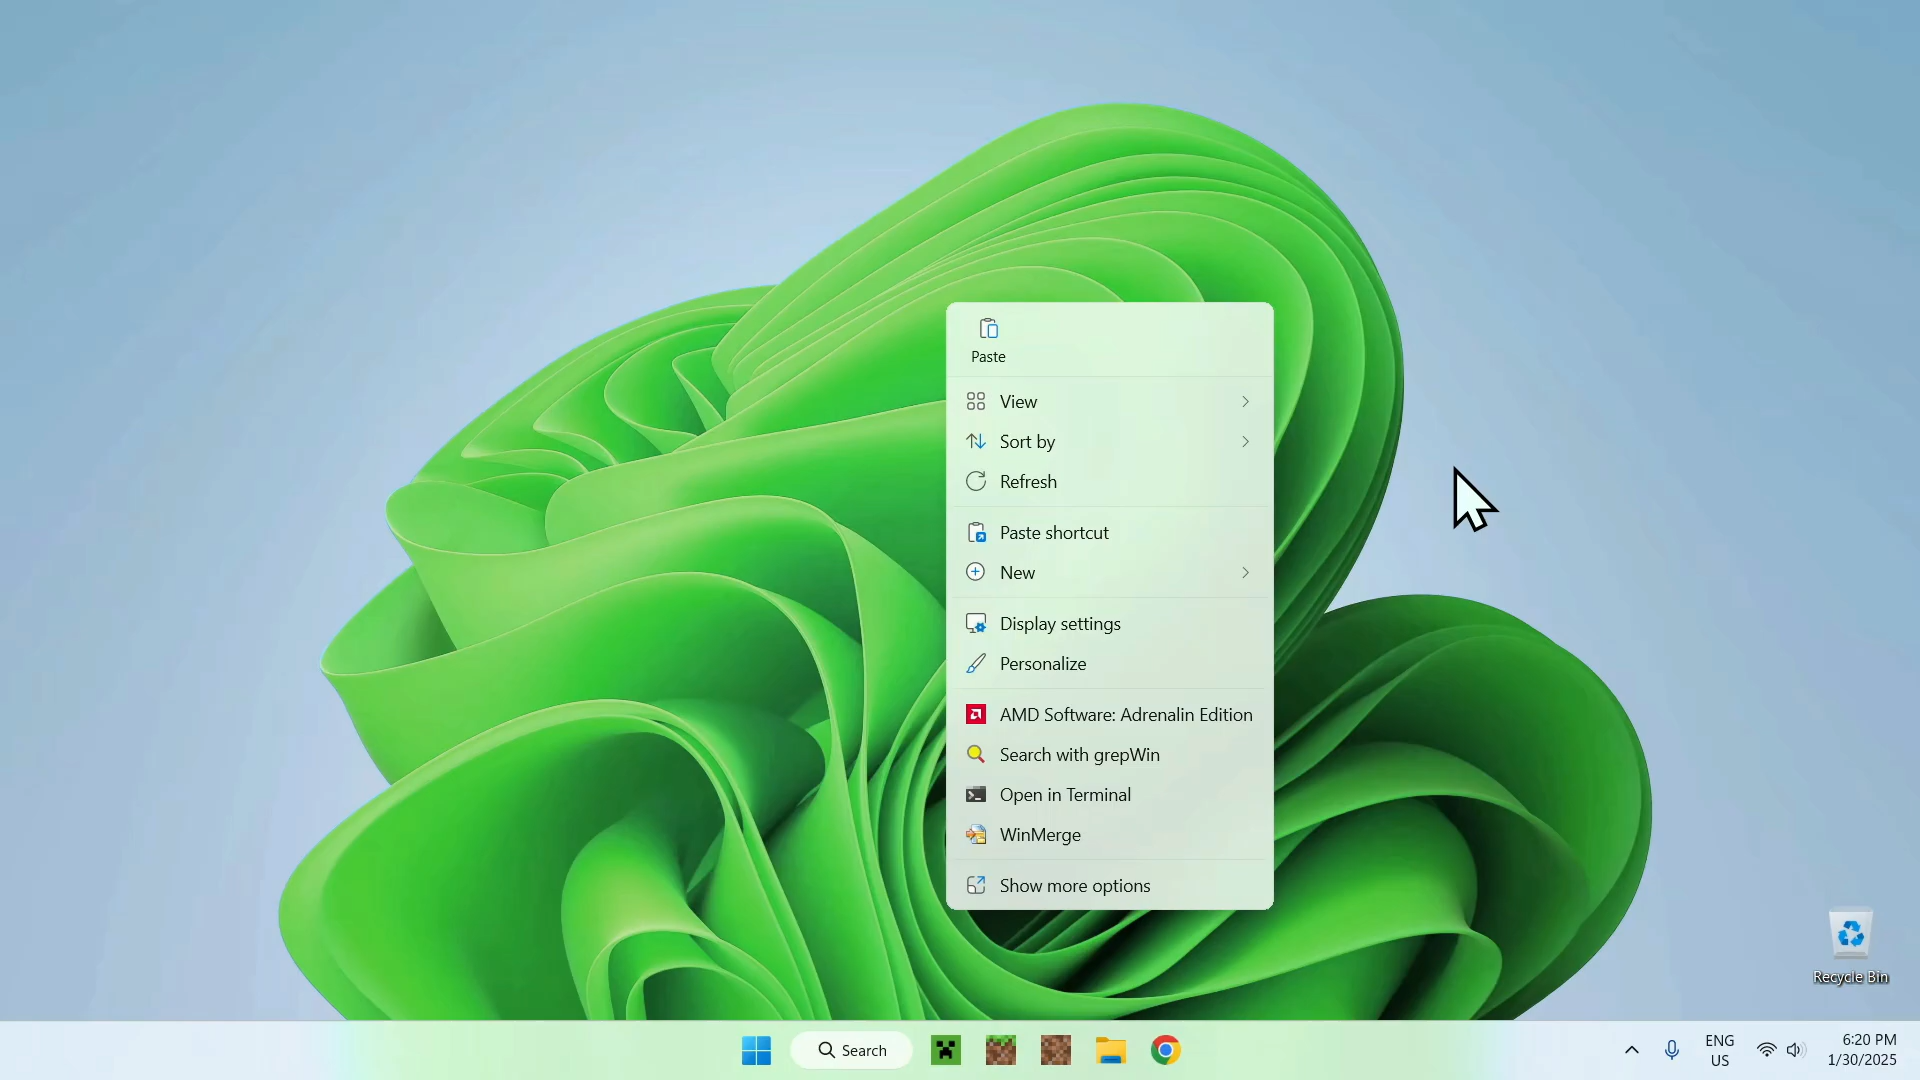 Paste
View
Sort by
Refresh
Paste shortcut
New
Display settings
Personalize
AMD Software: Adrenalin Edition
Search with grepWin
Open in Terminal
WinMerge
Show more options
Recycle Bin
Search
ENG
US
6:20 PM
1/30/2025